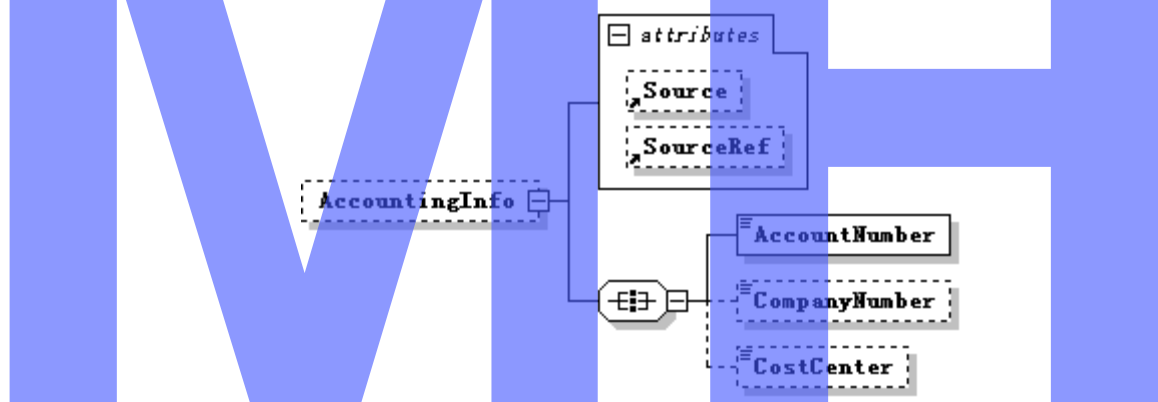 attributes
Source
SourceRef
AccountingInfo
AccountNumber
CompanyNumber
CostCenter